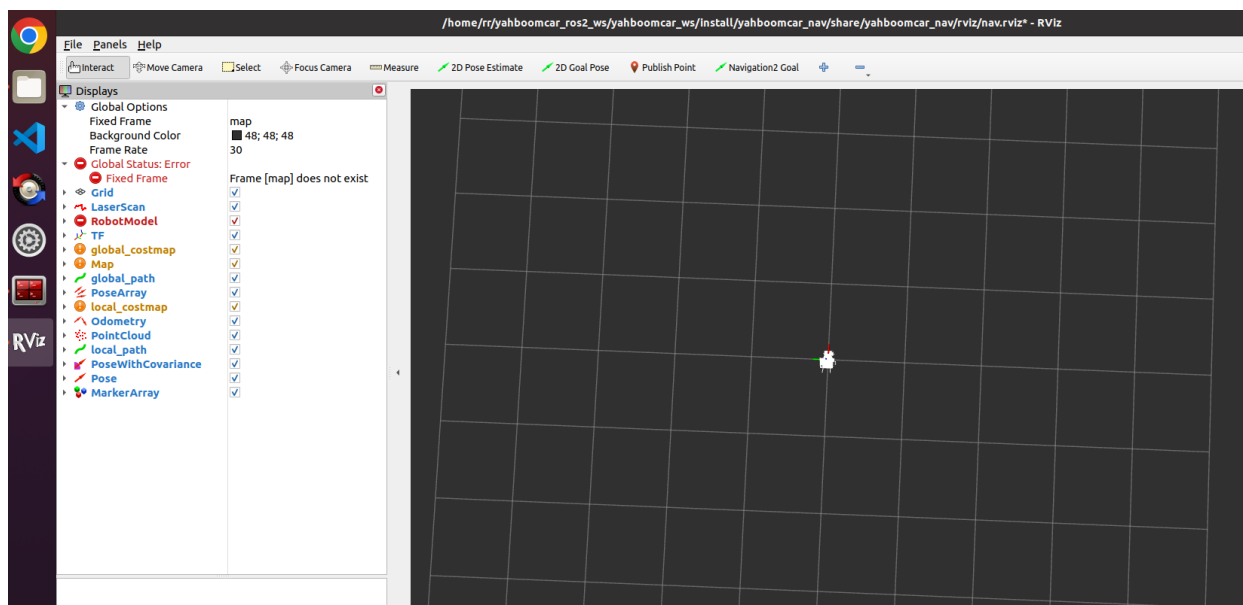 /home/rr/yahboomcar_ros2_ws/yahboomcar_ws/install/yahboomcar_nav/share/yahboomcar_nav/rviz/nav.rviz* - RViz
File Panels Help
Interact Move Camera Select Focus Camera Measure 2D Pose Estimate 2D Goal Pose Publish Point Navigation2 Goal
Displays
Global Options
Fixed Frame map
Background Color 48; 48; 48
Frame Rate 30
Global Status: Error
Fixed Frame Frame [map] does not exist
Grid
LaserScan
RobotModel
TF
global_costmap
Map
global_path
PoseArray
local_costmap
Odometry
PointCloud
local_path
PoseWithCovariance
Pose
MarkerArray
RViz